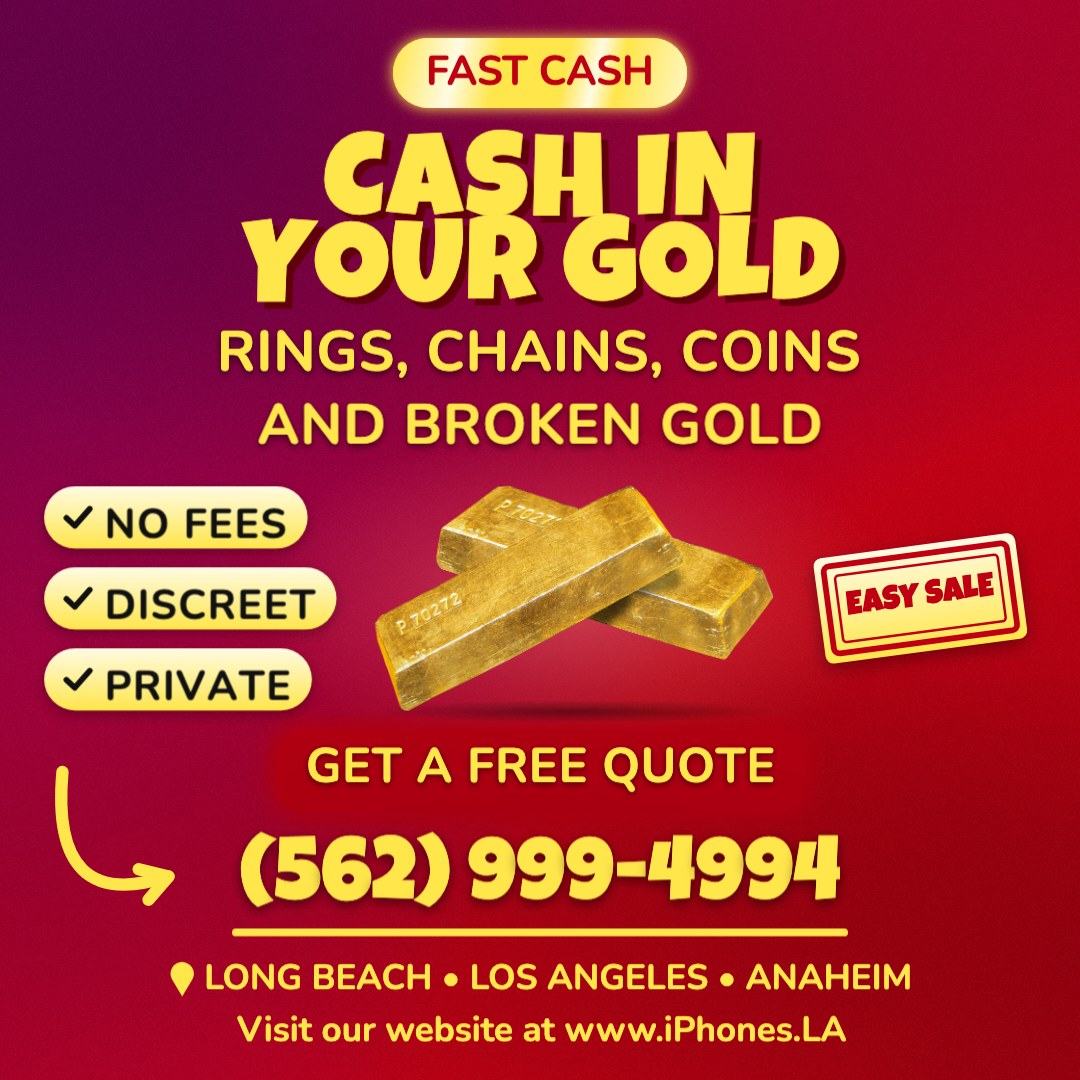 FAST CASH
CASH IN
YOUR GOLD
RINGS, CHAINS, COINS
AND BROKEN GOLD
NO FEES
DISCREET
PRIVATE
P 7027
P 70272
EASY SALE
GET A FREE QUOTE
(562) 999-4994
LONG BEACH • LOS ANGELES • ANAHEIM
Visit our website at www.iPhones.LA